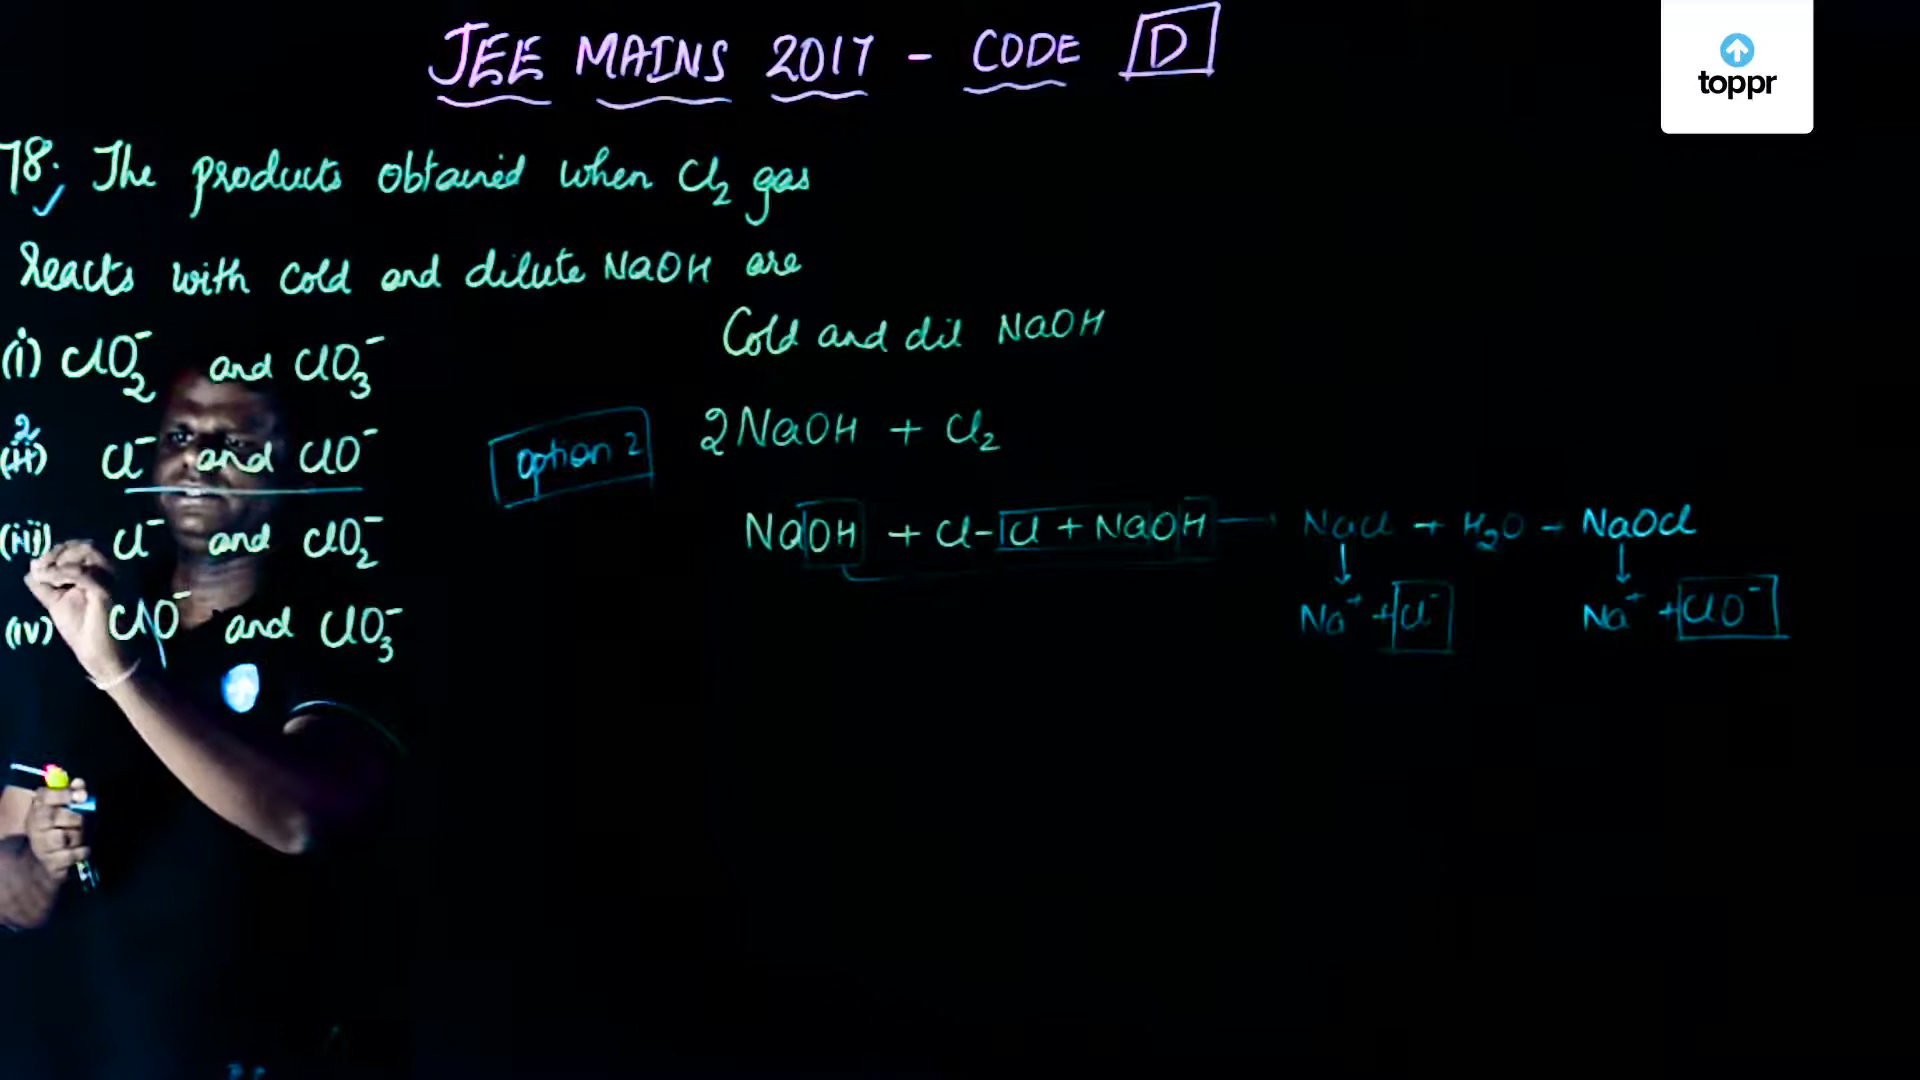 JEE MAINS 2017 - CODE D
toppr
78. The products obtained when Cl₂ gas
reacts with cold and dilute NaOH are
(i) ClO₂⁻ and ClO₃⁻
(ii) Cl⁻ and ClO⁻
2
(iii) Cl⁻ and ClO₂⁻
(iv) ClO⁻ and ClO₃⁻
Option 2
Cold and dil NaOH
2NaOH + Cl₂
NaOH + Cl-Cl + NaOH → NaCl + H₂O - NaOCl
Na⁺ + Cl⁻
Na⁺ + ClO⁻